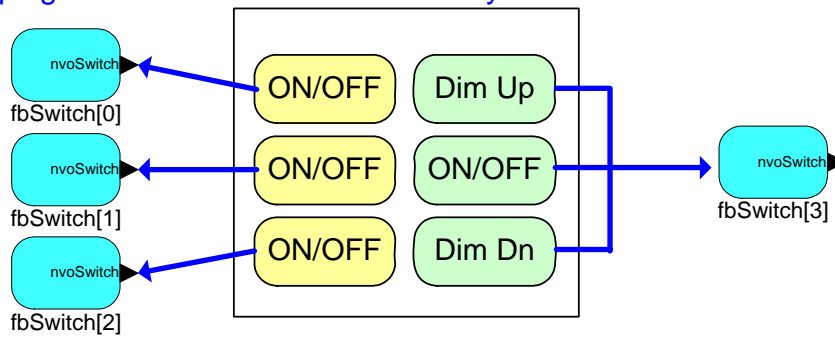 nvoSwitch
fbSwitch[0]
nvoSwitch
fbSwitch[1]
nvoSwitch
fbSwitch[2]
ON/OFF
Dim Up
ON/OFF
ON/OFF
ON/OFF
Dim Dn
nvoSwitch
fbSwitch[3]